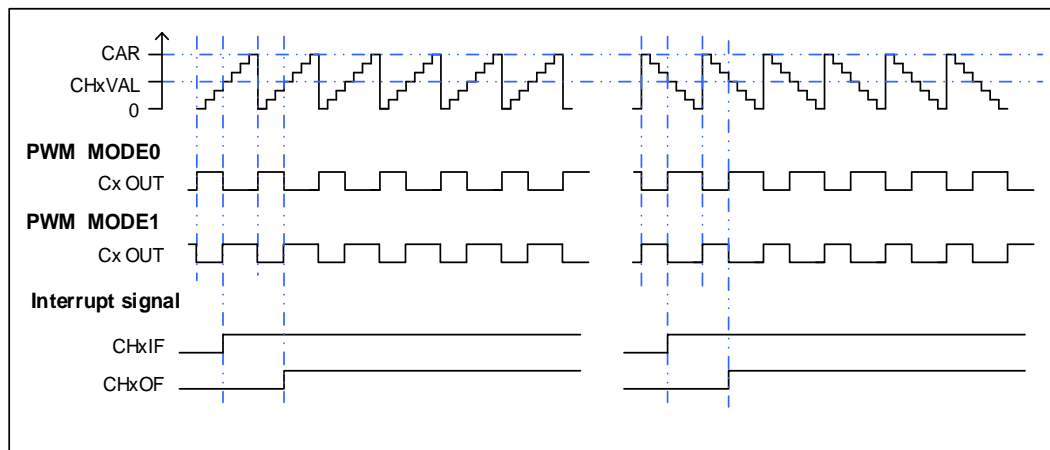 CAR
CHxVAL
0
PWM MODE0
Cx OUT
PWM MODE1
Cx OUT
Interrupt signal
CHxIF
CHxOF